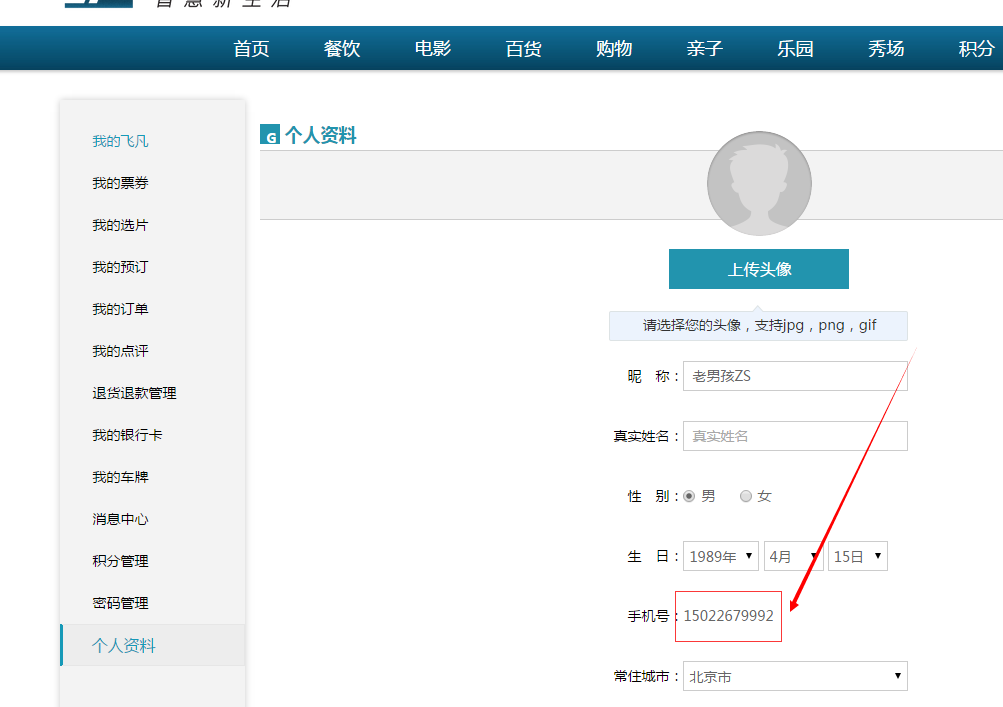 智慧新生活
首页 餐饮 电影 百货 购物 亲子 乐园 秀场 积分
我的飞凡
我的票券
我的选片
我的预订
我的订单
我的点评
退货退款管理
我的银行卡
我的车牌
消息中心
积分管理
密码管理
个人资料
G 个人资料
上传头像
请选择您的头像，支持jpg，png，gif
昵 称： 老男孩ZS
真实姓名： 真实姓名
性 别： 男 女
生 日： 1989年 4月 15日
手机号： 15022679992
常住城市： 北京市